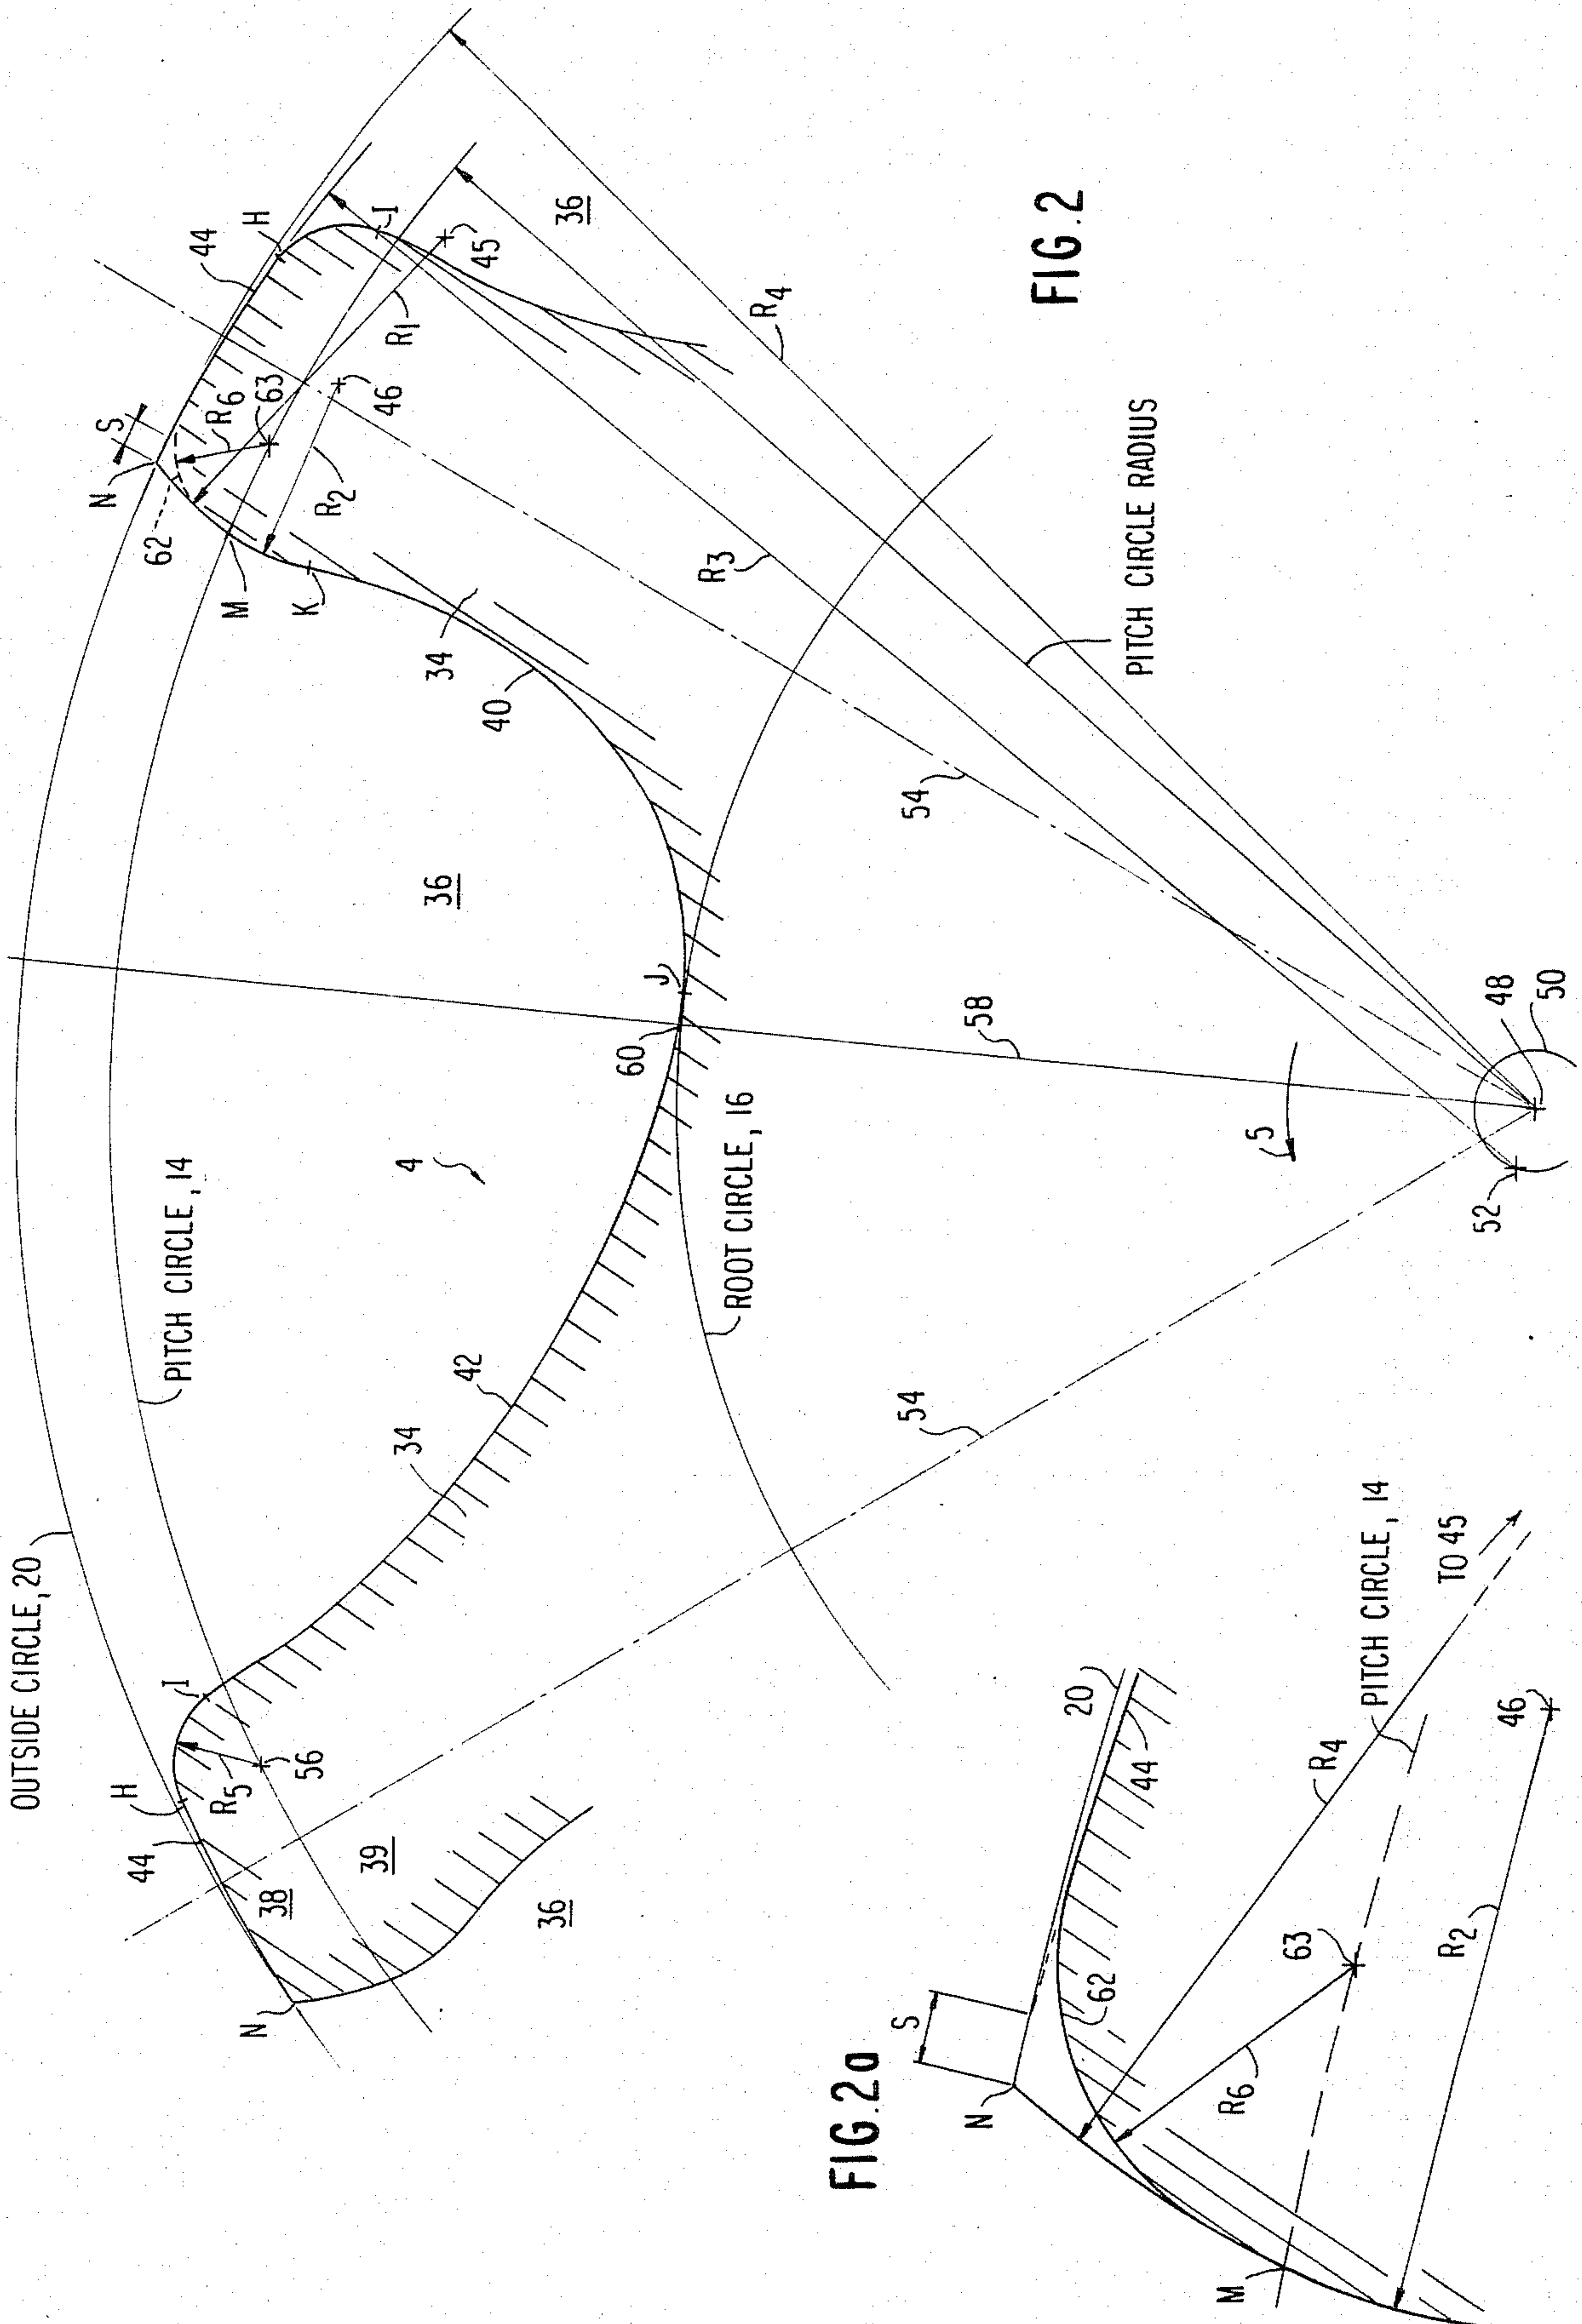 OUTSIDE CIRCLE, 20
PITCH CIRCLE, 14
N
62
S
44
H
I
R6
63
M
K
R2
46
R1
45
36
34
40
36
R3
R4
FIG.2
PITCH CIRCLE RADIUS
54
J
60
58
4
ROOT CIRCLE, 16
5
48
50
52
42
34
54
I
H
R5
56
44
38
39
36
N
FIG.2a
S
N
20
44
62
63
R6
R4
PITCH CIRCLE, 14
TO 45
46
R2
M